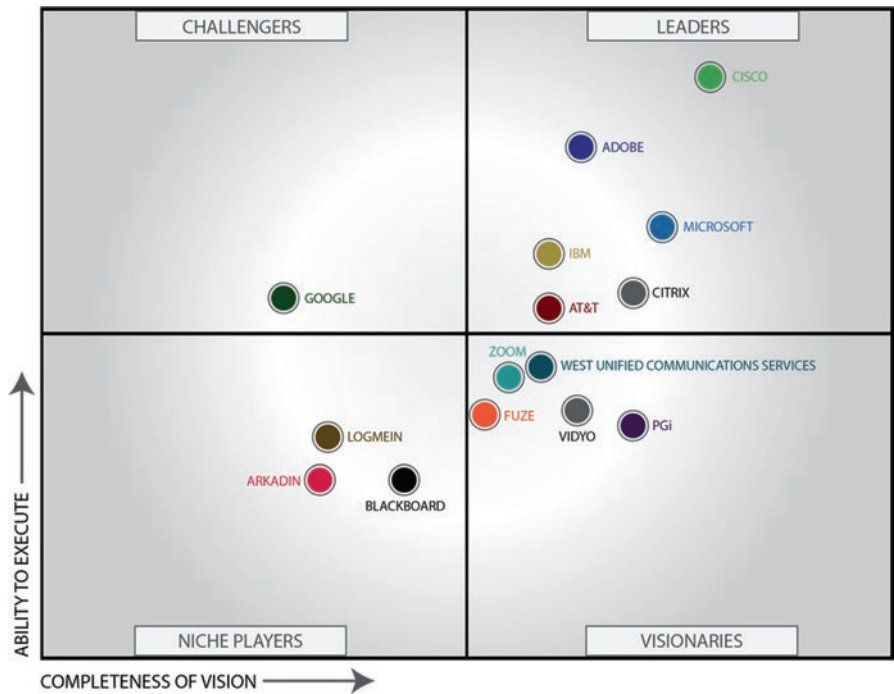 CHALLENGERS
LEADERS
CISCO
ADOBE
MICROSOFT
IBM
CITRIX
GOOGLE
AT&T
ZOOM
WEST UNIFIED COMMUNICATIONS SERVICES
FUZE
VIDYO
PGi
LOGMEIN
ARKADIN
BLACKBOARD
ABILITY TO EXECUTE
NICHE PLAYERS
VISIONARIES
COMPLETENESS OF VISION